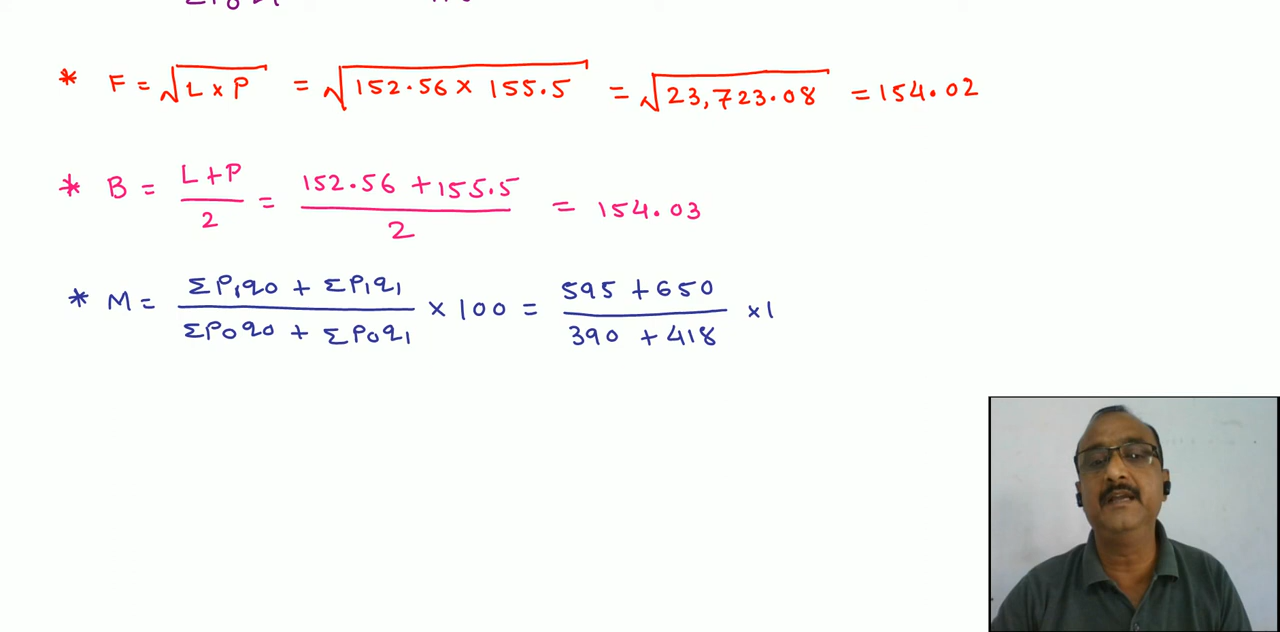 * F = √L × P = √152.56 × 155.5 = √23,723.08 = 154.02
* B = L + P / 2 = 152.56 + 155.5 / 2 = 154.03
* M = ΣP₁q₀ + ΣP₁q₁ / ΣP₀q₀ + ΣP₀q₁ × 100 = 595 + 650 / 390 + 418 × 1